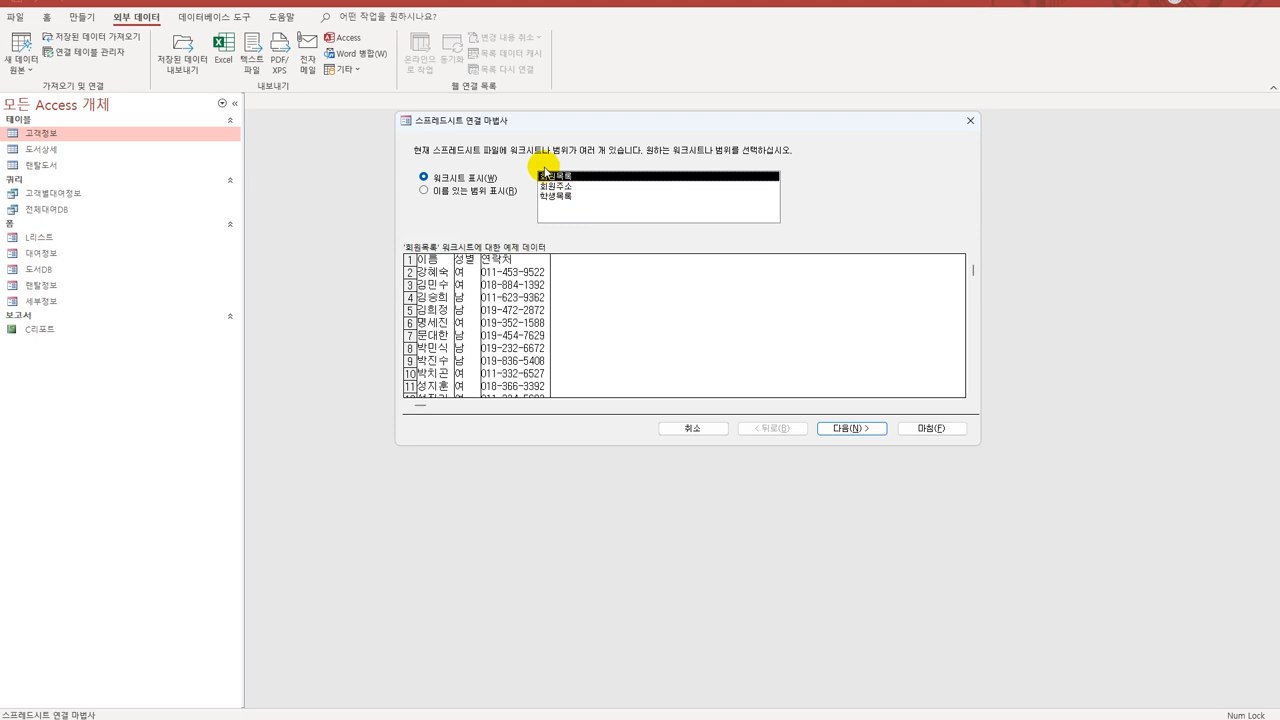 파일 홈 만들기 외부 데이터 데이터베이스 도구 도움말 어떤 작업을 원하시나요?
새 데이터 원본
저장된 데이터 가져오기
연결 테이블 관리자
가져오기 및 연결
저장된 데이터 내보내기
Excel
텍스트 파일
PDF/XPS
전자 메일
Access
Word 병합(W)
기타
내보내기
온라인으로 작업
동기화
변경 내용 취소
목록 데이터 캐시
목록 다시 연결
웹 연결 목록
모든 Access 개체
테이블
고객정보
도서상세
랜탈도서
쿼리
고객별대여정보
전체대여DB
폼
L리스트
대여정보
도서DB
랜탈정보
세부정보
보고서
C리포트
스프레드시트 연결 마법사
현재 스프레드시트 파일에 워크시트나 범위가 여러 개 있습니다. 원하는 워크시트나 범위를 선택하십시오.
워크시트 표시(W)
이름 있는 범위 표시(R)
회원목록
회원주소
학생목록
'회원목록' 워크시트에 대한 예제 데이터
1 이름 성별 연락처
2 강혜숙 여 011-453-9522
3 김민수 여 018-884-1392
4 김승희 남 011-623-9362
5 김희정 남 019-472-2872
6 명세진 여 019-352-1588
7 문대한 남 019-454-7629
8 박민식 남 019-232-6672
9 박진수 남 019-836-5408
10 박치곤 여 011-332-6527
11 성지훈 여 018-366-3392
취소 < 뒤로(B) 다음(N) > 마침(F)
스프레드시트 연결 마법사
Num Lock